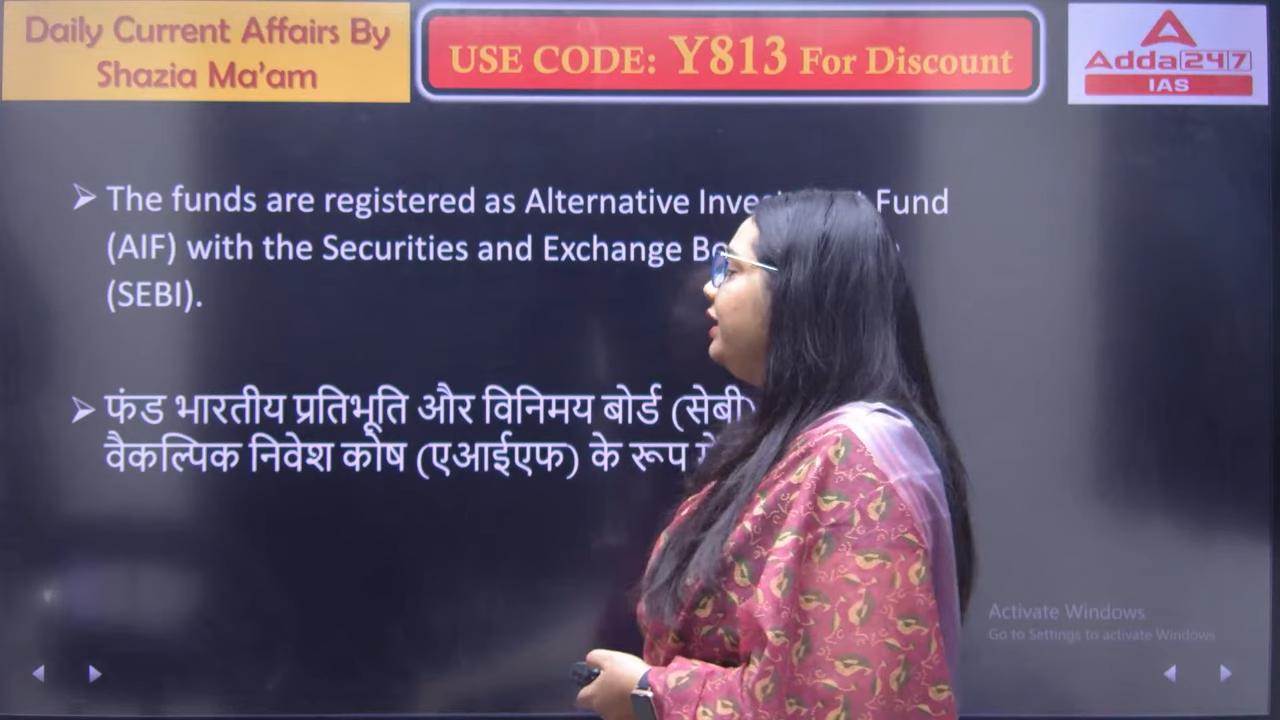 Daily Current Affairs By
Shazia Ma'am
USE CODE: Y813 For Discount
Adda247
IAS
➢ The funds are registered as Alternative Fund
(AIF) with the Securities and Exchange
(SEBI).
➢ फंड भारतीय प्रतिभूति और विनिमय बोर्ड (सेबी)
वैकल्पिक निवेश कोष (एआईएफ) के रूप
Activate Windows
Go to Settings to activate Windows